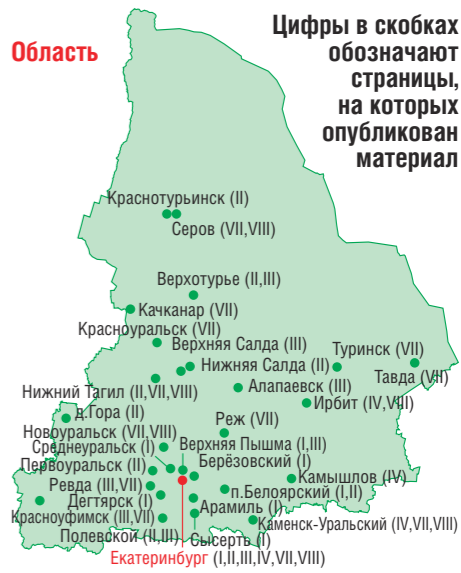 Область
Цифры в скобках
обозначают
страницы,
на которых
опубликован
материал
Краснотурьинск (II)
Серов (VII,VIII)
Верхотурье (II,III)
Качканар (VII)
Красноуральск (VII)
Верхняя Салда (III)
Нижняя Салда (II)
Туринск (VII)
Тавда (VII)
Нижний Тагил (II,VII,VIII)
Алапаевск (III)
Ирбит (IV,VIII)
д.Гора (II)
Реж (VII)
Новоуральск (VII,VIII)
Верхняя Пышма (I,III)
Среднеуральск (I)
Берёзовский (I)
Первоуральск (II)
Камышлов (IV)
Ревда (III,VII)
п.Белоярский (I,II)
Дегтярск (I)
Арамиль (I)
Красноуфимск (III,VII)
Каменск-Уральский (IV,VII,VIII)
Полевской (II,III)
Сысерть (I)
Екатеринбург (I,II,III,IV,VII,VIII)